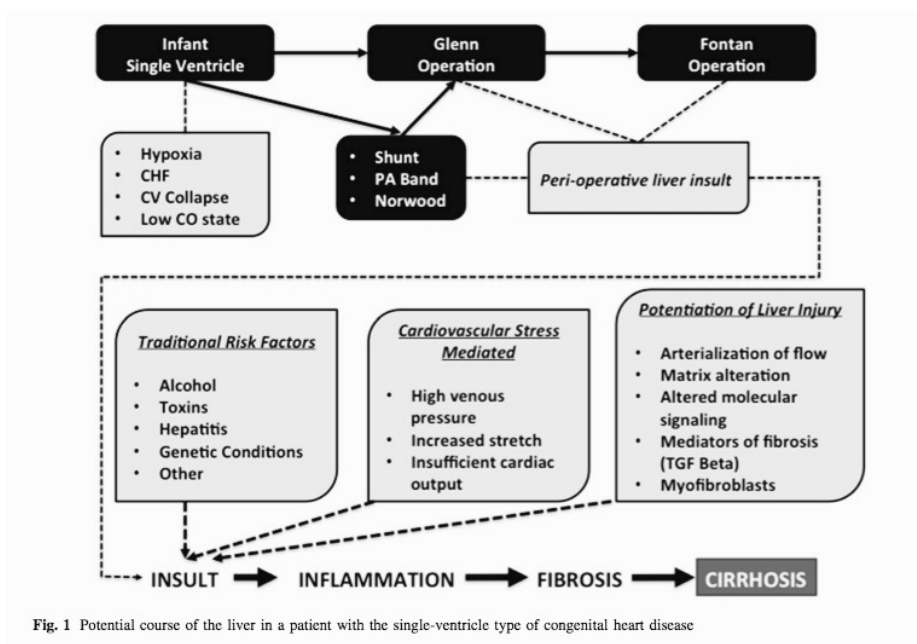 Infant
Single Ventricle
Glenn
Operation
Fontan
Operation
• Hypoxia
• CHF
• CV Collapse
• Low CO state
• Shunt
• PA Band
• Norwood
Peri-operative liver insult
Traditional Risk Factors
• Alcohol
• Toxins
• Hepatitis
• Genetic Conditions
• Other
Cardiovascular Stress
Mediated
• High venous
pressure
• Increased stretch
• Insufficient cardiac
output
Potentiation of Liver Injury
• Arterialization of flow
• Matrix alteration
• Altered molecular
signaling
• Mediators of fibrosis
(TGF Beta)
• Myofibroblasts
INSULT
INFLAMMATION
FIBROSIS
CIRRHOSIS
Fig. 1 Potential course of the liver in a patient with the single-ventricle type of congenital heart disease